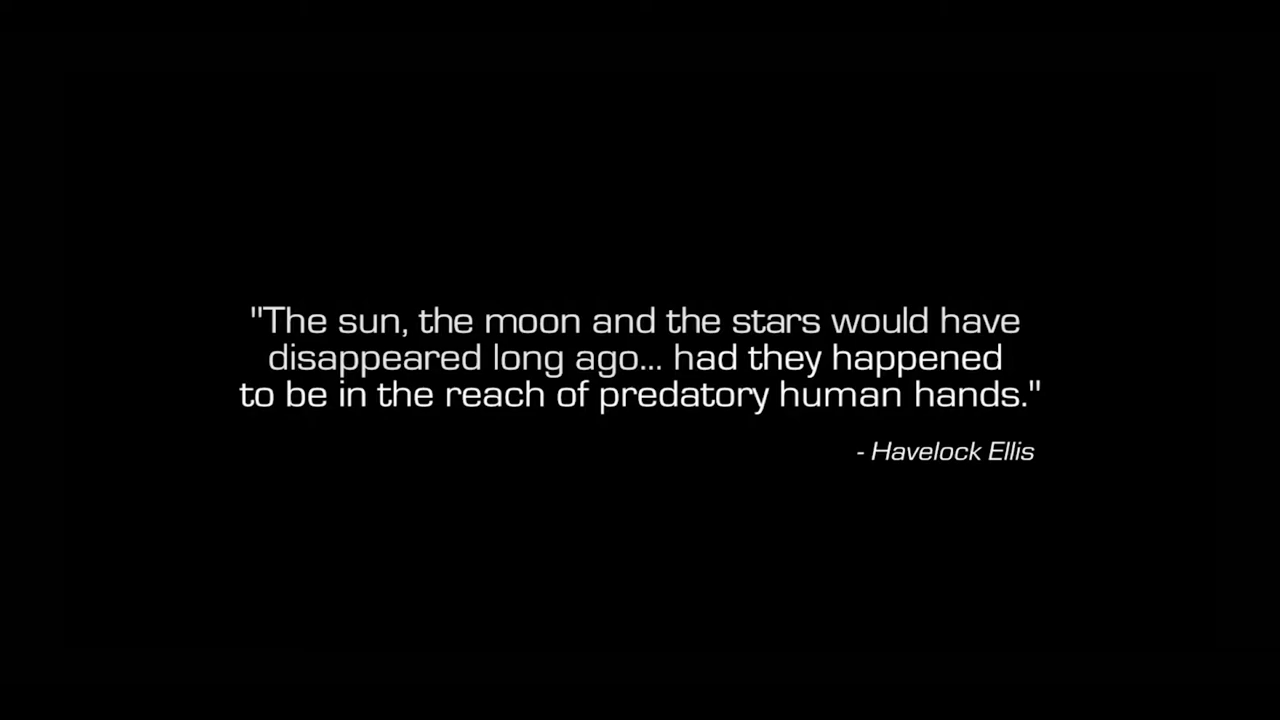 "The sun, the moon and the stars would have
disappeared long ago... had they happened
to be in the reach of predatory human hands."
- Havelock Ellis